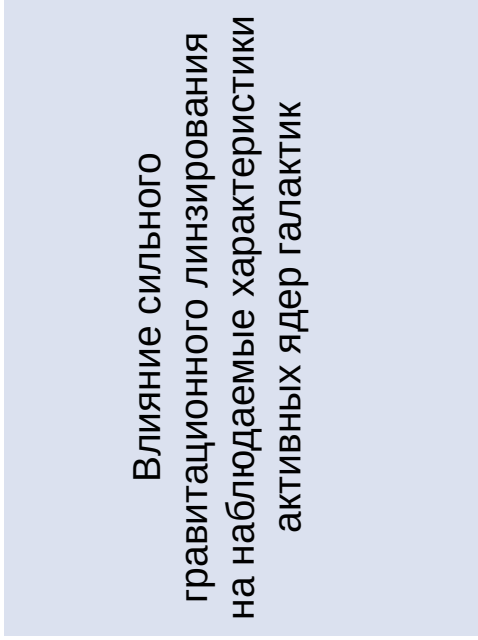 Влияние сильного
гравитационного линзирования
на наблюдаемые характеристики
активных ядер галактик